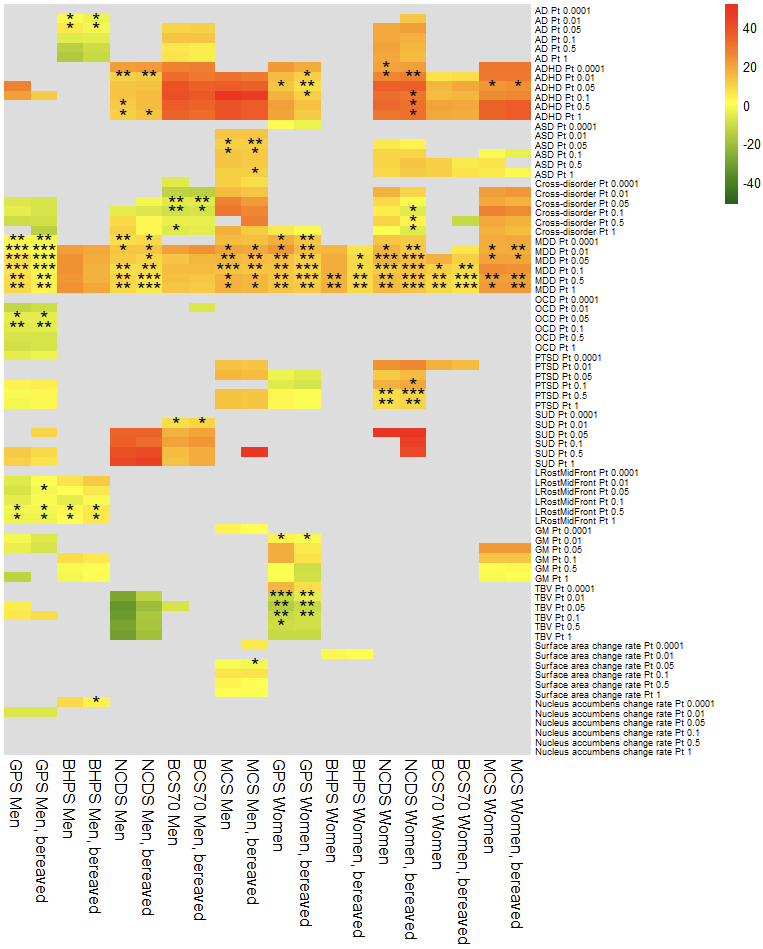 AD Pt 0.0001
AD Pt 0.01
AD Pt 0.05
AD Pt 0.1
AD Pt 0.5
AD Pt 1
ADHD Pt 0.0001
ADHD Pt 0.01
ADHD Pt 0.05
ADHD Pt 0.1
ADHD Pt 0.5
ADHD Pt 1
ASD Pt 0.0001
ASD Pt 0.01
ASD Pt 0.05
ASD Pt 0.1
ASD Pt 0.5
ASD Pt 1
Cross-disorder Pt 0.0001
Cross-disorder Pt 0.01
Cross-disorder Pt 0.05
Cross-disorder Pt 0.1
Cross-disorder Pt 0.5
Cross-disorder Pt 1
MDD Pt 0.0001
MDD Pt 0.01
MDD Pt 0.05
MDD Pt 0.1
MDD Pt 0.5
MDD Pt 1
OCD Pt 0.0001
OCD Pt 0.01
OCD Pt 0.05
OCD Pt 0.1
OCD Pt 0.5
OCD Pt 1
PTSD Pt 0.0001
PTSD Pt 0.01
PTSD Pt 0.05
PTSD Pt 0.1
PTSD Pt 0.5
PTSD Pt 1
SUD Pt 0.0001
SUD Pt 0.01
SUD Pt 0.05
SUD Pt 0.1
SUD Pt 0.5
SUD Pt 1
LRostMidFront Pt 0.0001
LRostMidFront Pt 0.01
LRostMidFront Pt 0.05
LRostMidFront Pt 0.1
LRostMidFront Pt 0.5
LRostMidFront Pt 1
GM Pt 0.0001
GM Pt 0.01
GM Pt 0.05
GM Pt 0.1
GM Pt 0.5
GM Pt 1
TBV Pt 0.0001
TBV Pt 0.01
TBV Pt 0.05
TBV Pt 0.1
TBV Pt 0.5
TBV Pt 1
Surface area change rate Pt 0.0001
Surface area change rate Pt 0.01
Surface area change rate Pt 0.05
Surface area change rate Pt 0.1
Surface area change rate Pt 0.5
Surface area change rate Pt 1
Nucleus accumbens change rate Pt 0.0001
Nucleus accumbens change rate Pt 0.01
Nucleus accumbens change rate Pt 0.05
Nucleus accumbens change rate Pt 0.1
Nucleus accumbens change rate Pt 0.5
Nucleus accumbens change rate Pt 1
40
20
0
-20
-40
GPS Men
GPS Men, bereaved
BHPS Men
BHPS Men, bereaved
NCDS Men
NCDS Men, bereaved
BCS70 Men
BCS70 Men, bereaved
MCS Men
MCS Men, bereaved
GPS Women
GPS Women, bereaved
BHPS Women
BHPS Women, bereaved
NCDS Women
NCDS Women, bereaved
BCS70 Women
BCS70 Women, bereaved
MCS Women
MCS Women, bereaved